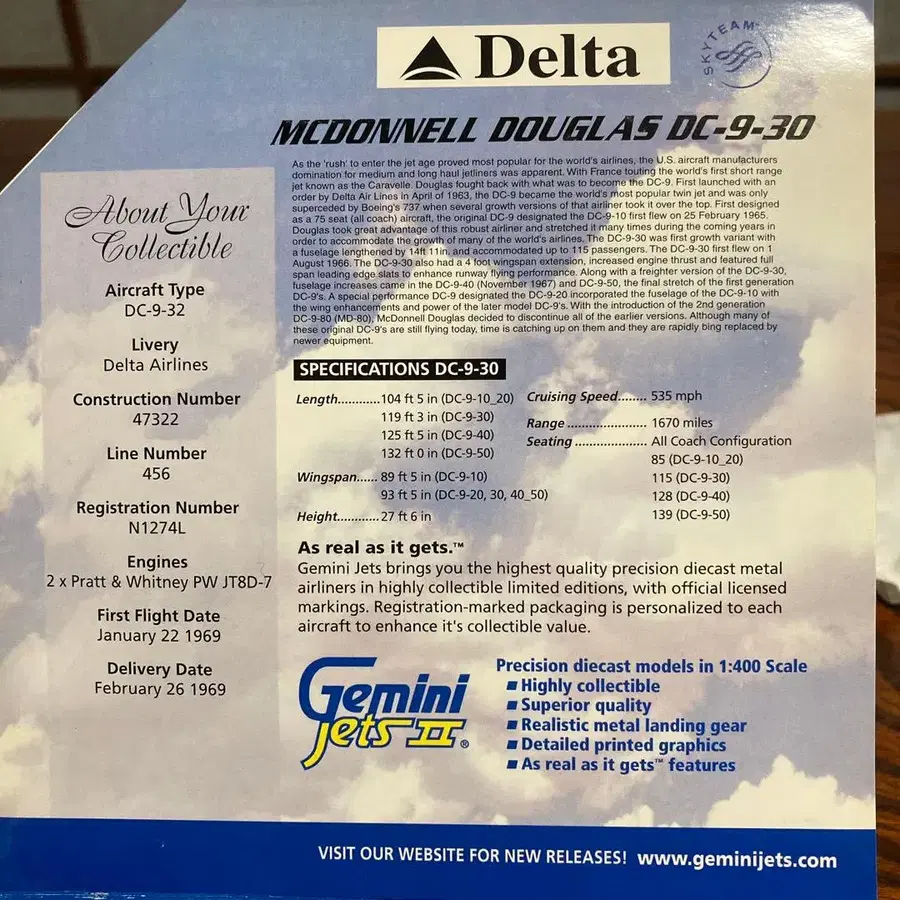 Delta
SKYTEAM
MCDONNELL DOUGLAS DC-9-30
As the 'rush' to enter the jet age proved most popular for the world's airlines, the U.S. aircraft manufacturers
domination for medium and long haul jetliners was apparent. With France touting the world's first short range
jet known as the Caravelle. Douglas fought back with what was to become the DC-9. First launched with an
order by Delta Air Lines in April of 1963, the DC-9 became the world's most popular twin jet and was only
superceded by Boeing's 737 when several growth versions of that airliner took it over the top. First designed
as a 75 seat (all coach) aircraft, the original DC-9 designated the DC-9-10 first flew on 25 February 1965.
Douglas took great advantage of this robust airliner and stretched it many times during the coming years in
order to accommodate the growth of many of the world's airlines. The DC-9-30 was first growth variant with
a fuselage lengthened by 14ft 11in, and accommodated up to 115 passengers. The DC-9-30 first flew on 1
August 1966. The DC-9-30 also had a 4 foot wingspan extension, increased engine thrust and featured full
span leading edge slats to enhance runway flying performance. Along with a freighter version of the DC-9-30,
fuselage increases came in the DC-9-40 (November 1967) and DC-9-50, the final stretch of the first generation
DC-9's. A special performance DC-9 designated the DC-9-20 incorporated the fuselage of the DC-9-10 with
the wing enhancements and power of the later model DC-9's. With the introduction of the 2nd generation
DC-9-80 (MD-80), McDonnell Douglas decided to discontinue all of the earlier versions. Although many of
these original DC-9's are still flying today, time is catching up on them and they are rapidly bing replaced by
newer equipment.
About Your
Collectible
Aircraft Type
DC-9-32
Livery
Delta Airlines
Construction Number
47322
Line Number
456
Registration Number
N1274L
Engines
2 x Pratt & Whitney PW JT8D-7
First Flight Date
January 22 1969
Delivery Date
February 26 1969
SPECIFICATIONS DC-9-30
Length............104 ft 5 in (DC-9-10_20)
119 ft 3 in (DC-9-30)
125 ft 5 in (DC-9-40)
132 ft 0 in (DC-9-50)
Wingspan...... 89 ft 5 in (DC-9-10)
93 ft 5 in (DC-9-20, 30, 40_50)
Height............27 ft 6 in
Cruising Speed........ 535 mph
Range ...................... 1670 miles
Seating .................... All Coach Configuration
85 (DC-9-10_20)
115 (DC-9-30)
128 (DC-9-40)
139 (DC-9-50)
As real as it gets.™
Gemini Jets brings you the highest quality precision diecast metal
airliners in highly collectible limited editions, with official licensed
markings. Registration-marked packaging is personalized to each
aircraft to enhance it's collectible value.
Gemini
Jets II®
Precision diecast models in 1:400 Scale
■ Highly collectible
■ Superior quality
■ Realistic metal landing gear
■ Detailed printed graphics
■ As real as it gets™ features
VISIT OUR WEBSITE FOR NEW RELEASES! www.geminijets.com